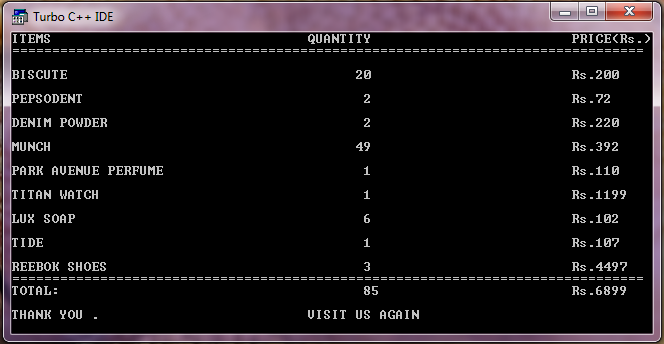 Turbo C++ IDE
ITEMS QUANTITY PRICE(Rs.)
================================================================================
BISCUTE 20 Rs.200
PEPSODENT 2 Rs.72
DENIM POWDER 2 Rs.220
MUNCH 49 Rs.392
PARK AVENUE PERFUME 1 Rs.110
TITAN WATCH 1 Rs.1199
LUX SOAP 6 Rs.102
TIDE 1 Rs.107
REEBOK SHOES 3 Rs.4497
================================================================================
TOTAL: 85 Rs.6899
THANK YOU . VISIT US AGAIN